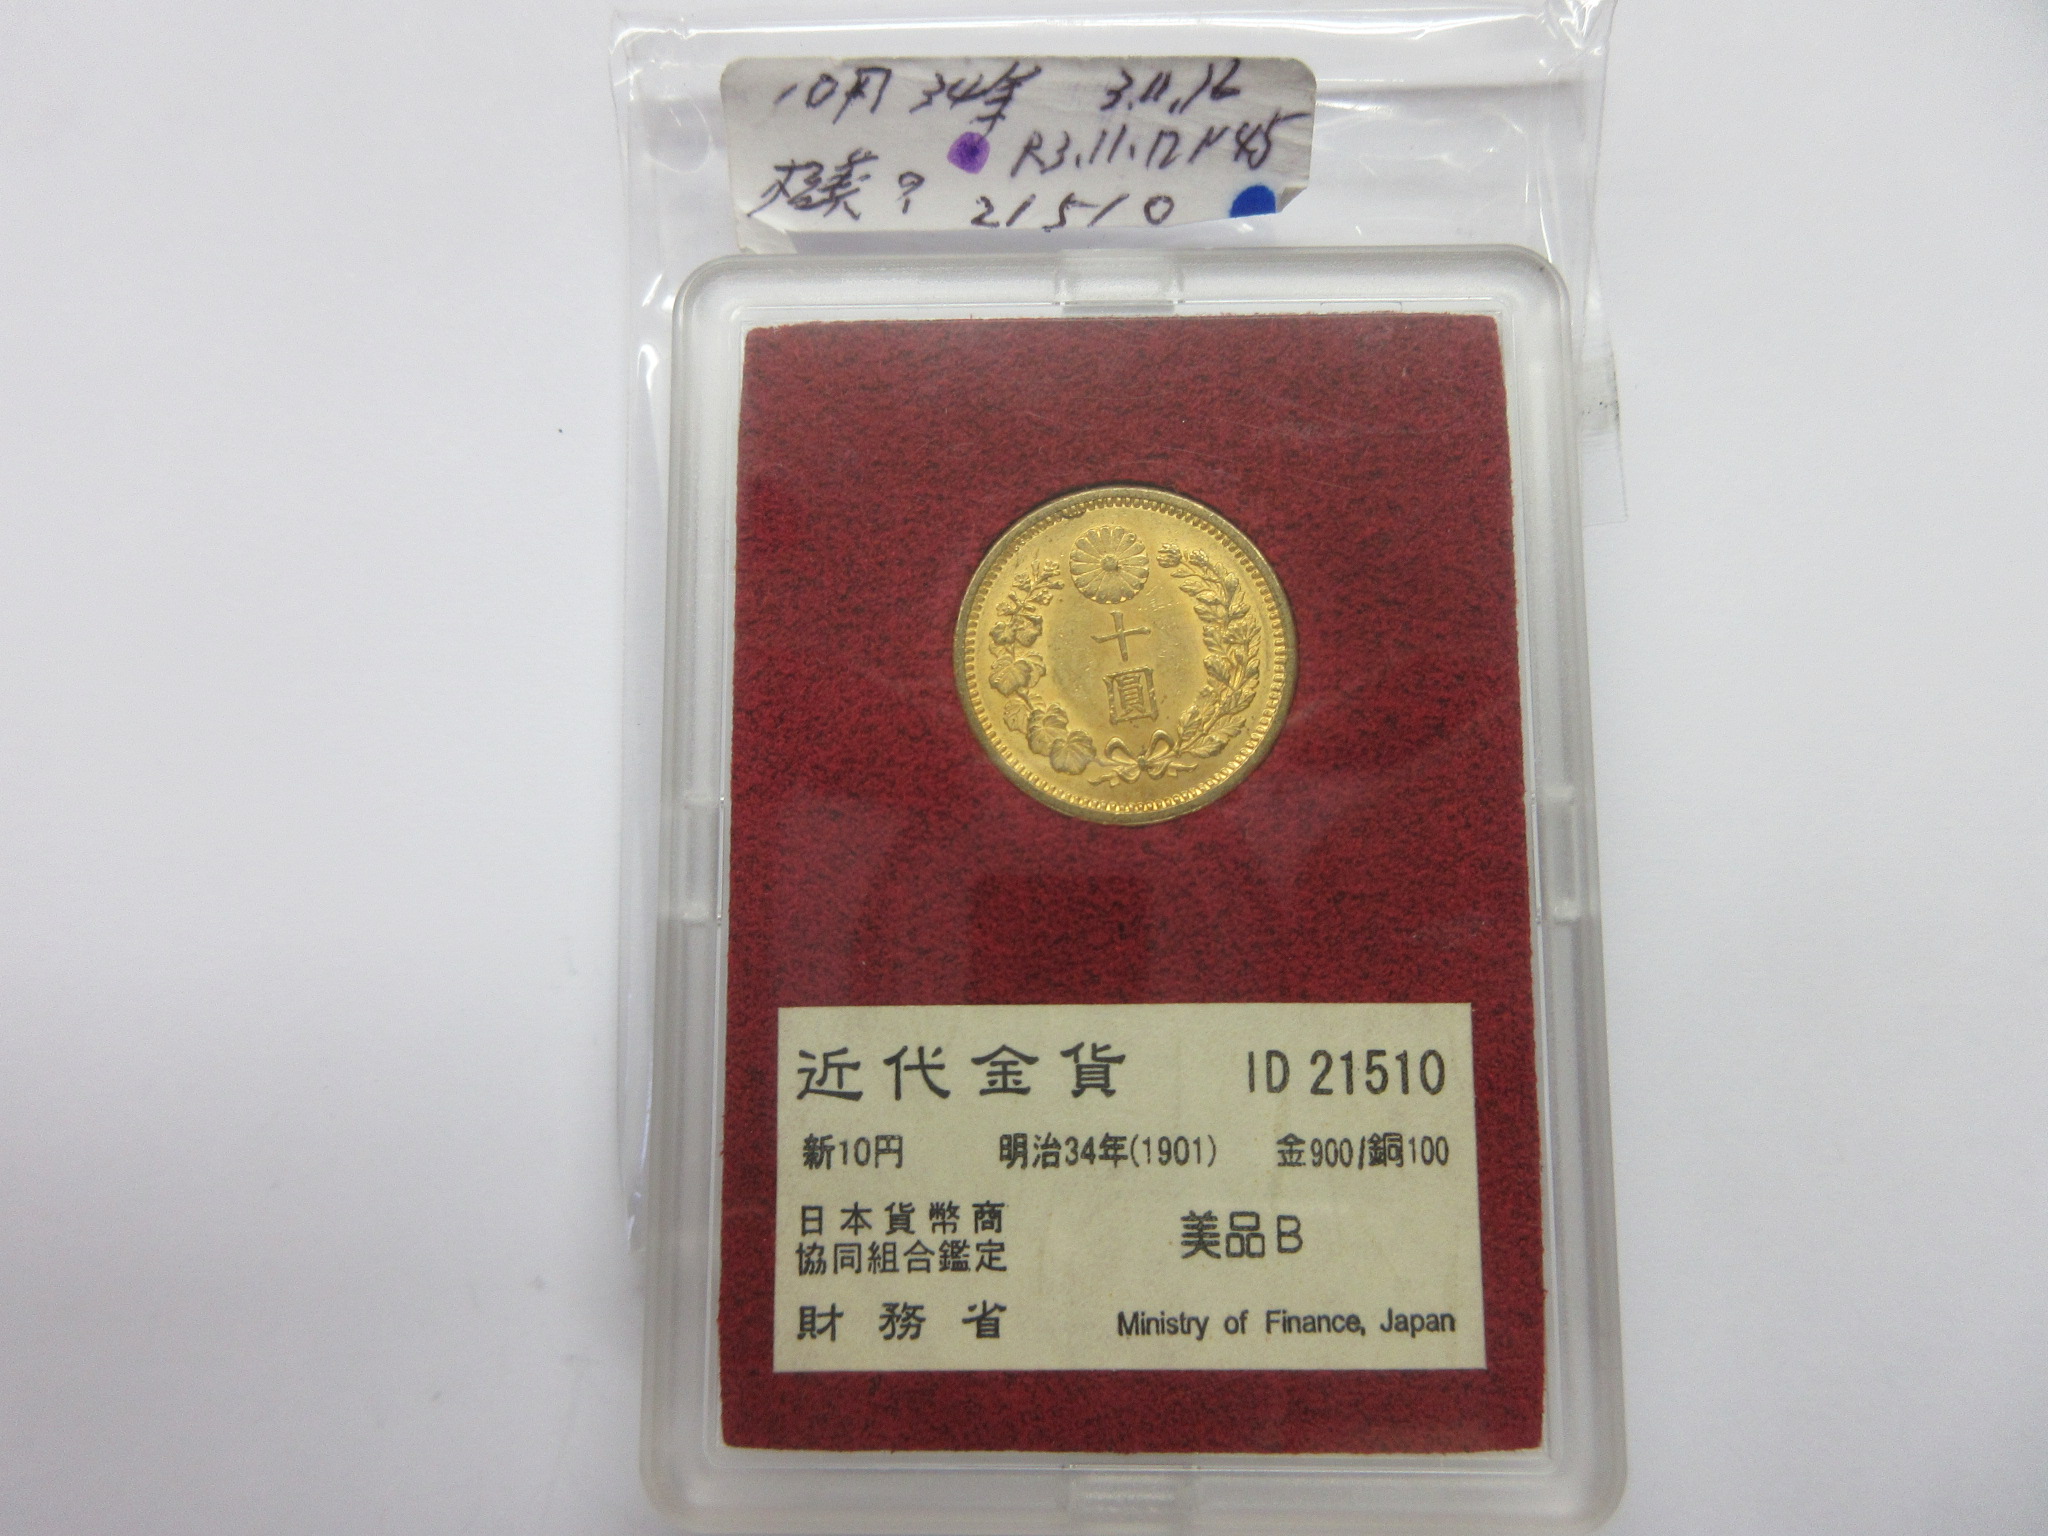 10円 34年 3.11.16
R3.11.17 N45
極美? 21510
十
圓
近代金貨 ID 21510
新10円 明治34年(1901) 金900/銅100
日本貨幣商
協同組合鑑定 美品B
財務省 Ministry of Finance, Japan